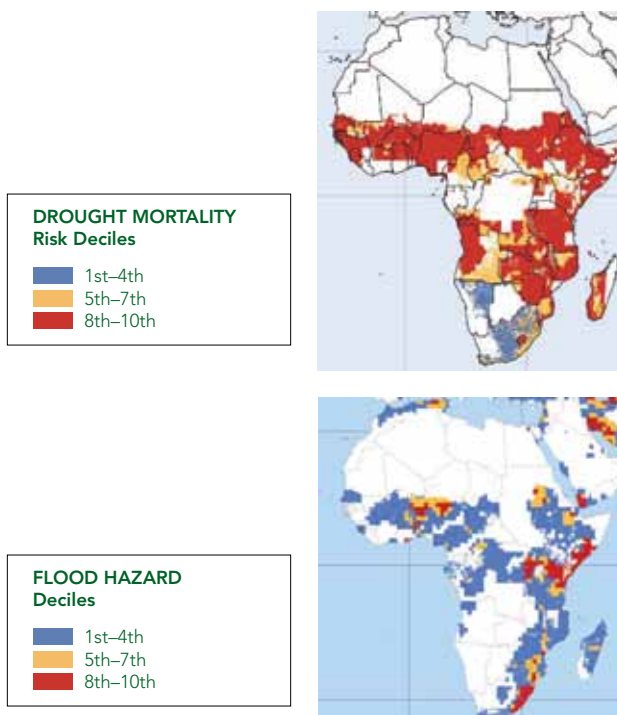 DROUGHT MORTALITY
Risk Deciles
1st–4th
5th–7th
8th–10th
FLOOD HAZARD
Deciles
1st–4th
5th–7th
8th–10th